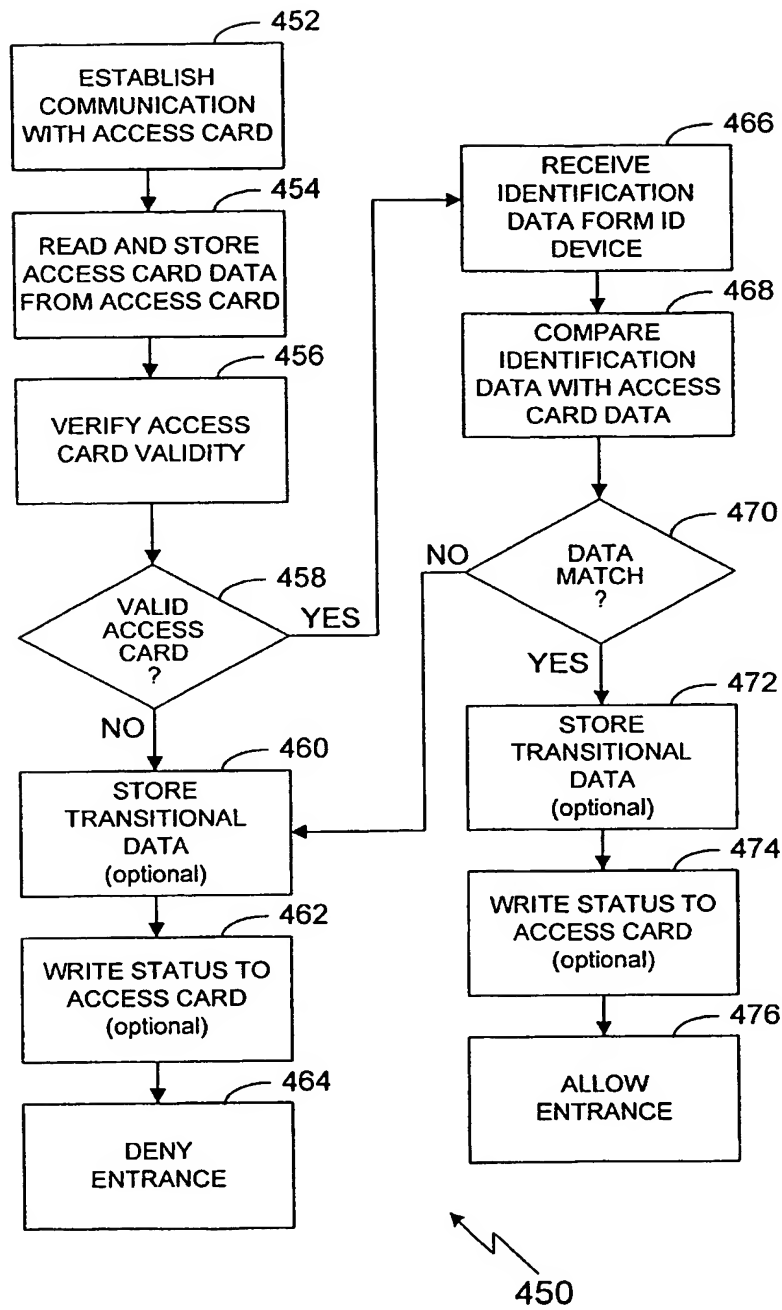 452
ESTABLISH
COMMUNICATION
WITH ACCESS CARD
454
READ AND STORE
ACCESS CARD DATA
FROM ACCESS CARD
456
VERIFY ACCESS
CARD VALIDITY
458
VALID
ACCESS
CARD
?
YES
NO
460
STORE
TRANSITIONAL
DATA
(optional)
462
WRITE STATUS TO
ACCESS CARD
(optional)
464
DENY
ENTRANCE
466
RECEIVE
IDENTIFICATION
DATA FORM ID
DEVICE
468
COMPARE
IDENTIFICATION
DATA WITH ACCESS
CARD DATA
470
NO
DATA
MATCH
?
YES
472
STORE
TRANSITIONAL
DATA
(optional)
474
WRITE STATUS TO
ACCESS CARD
(optional)
476
ALLOW
ENTRANCE
450